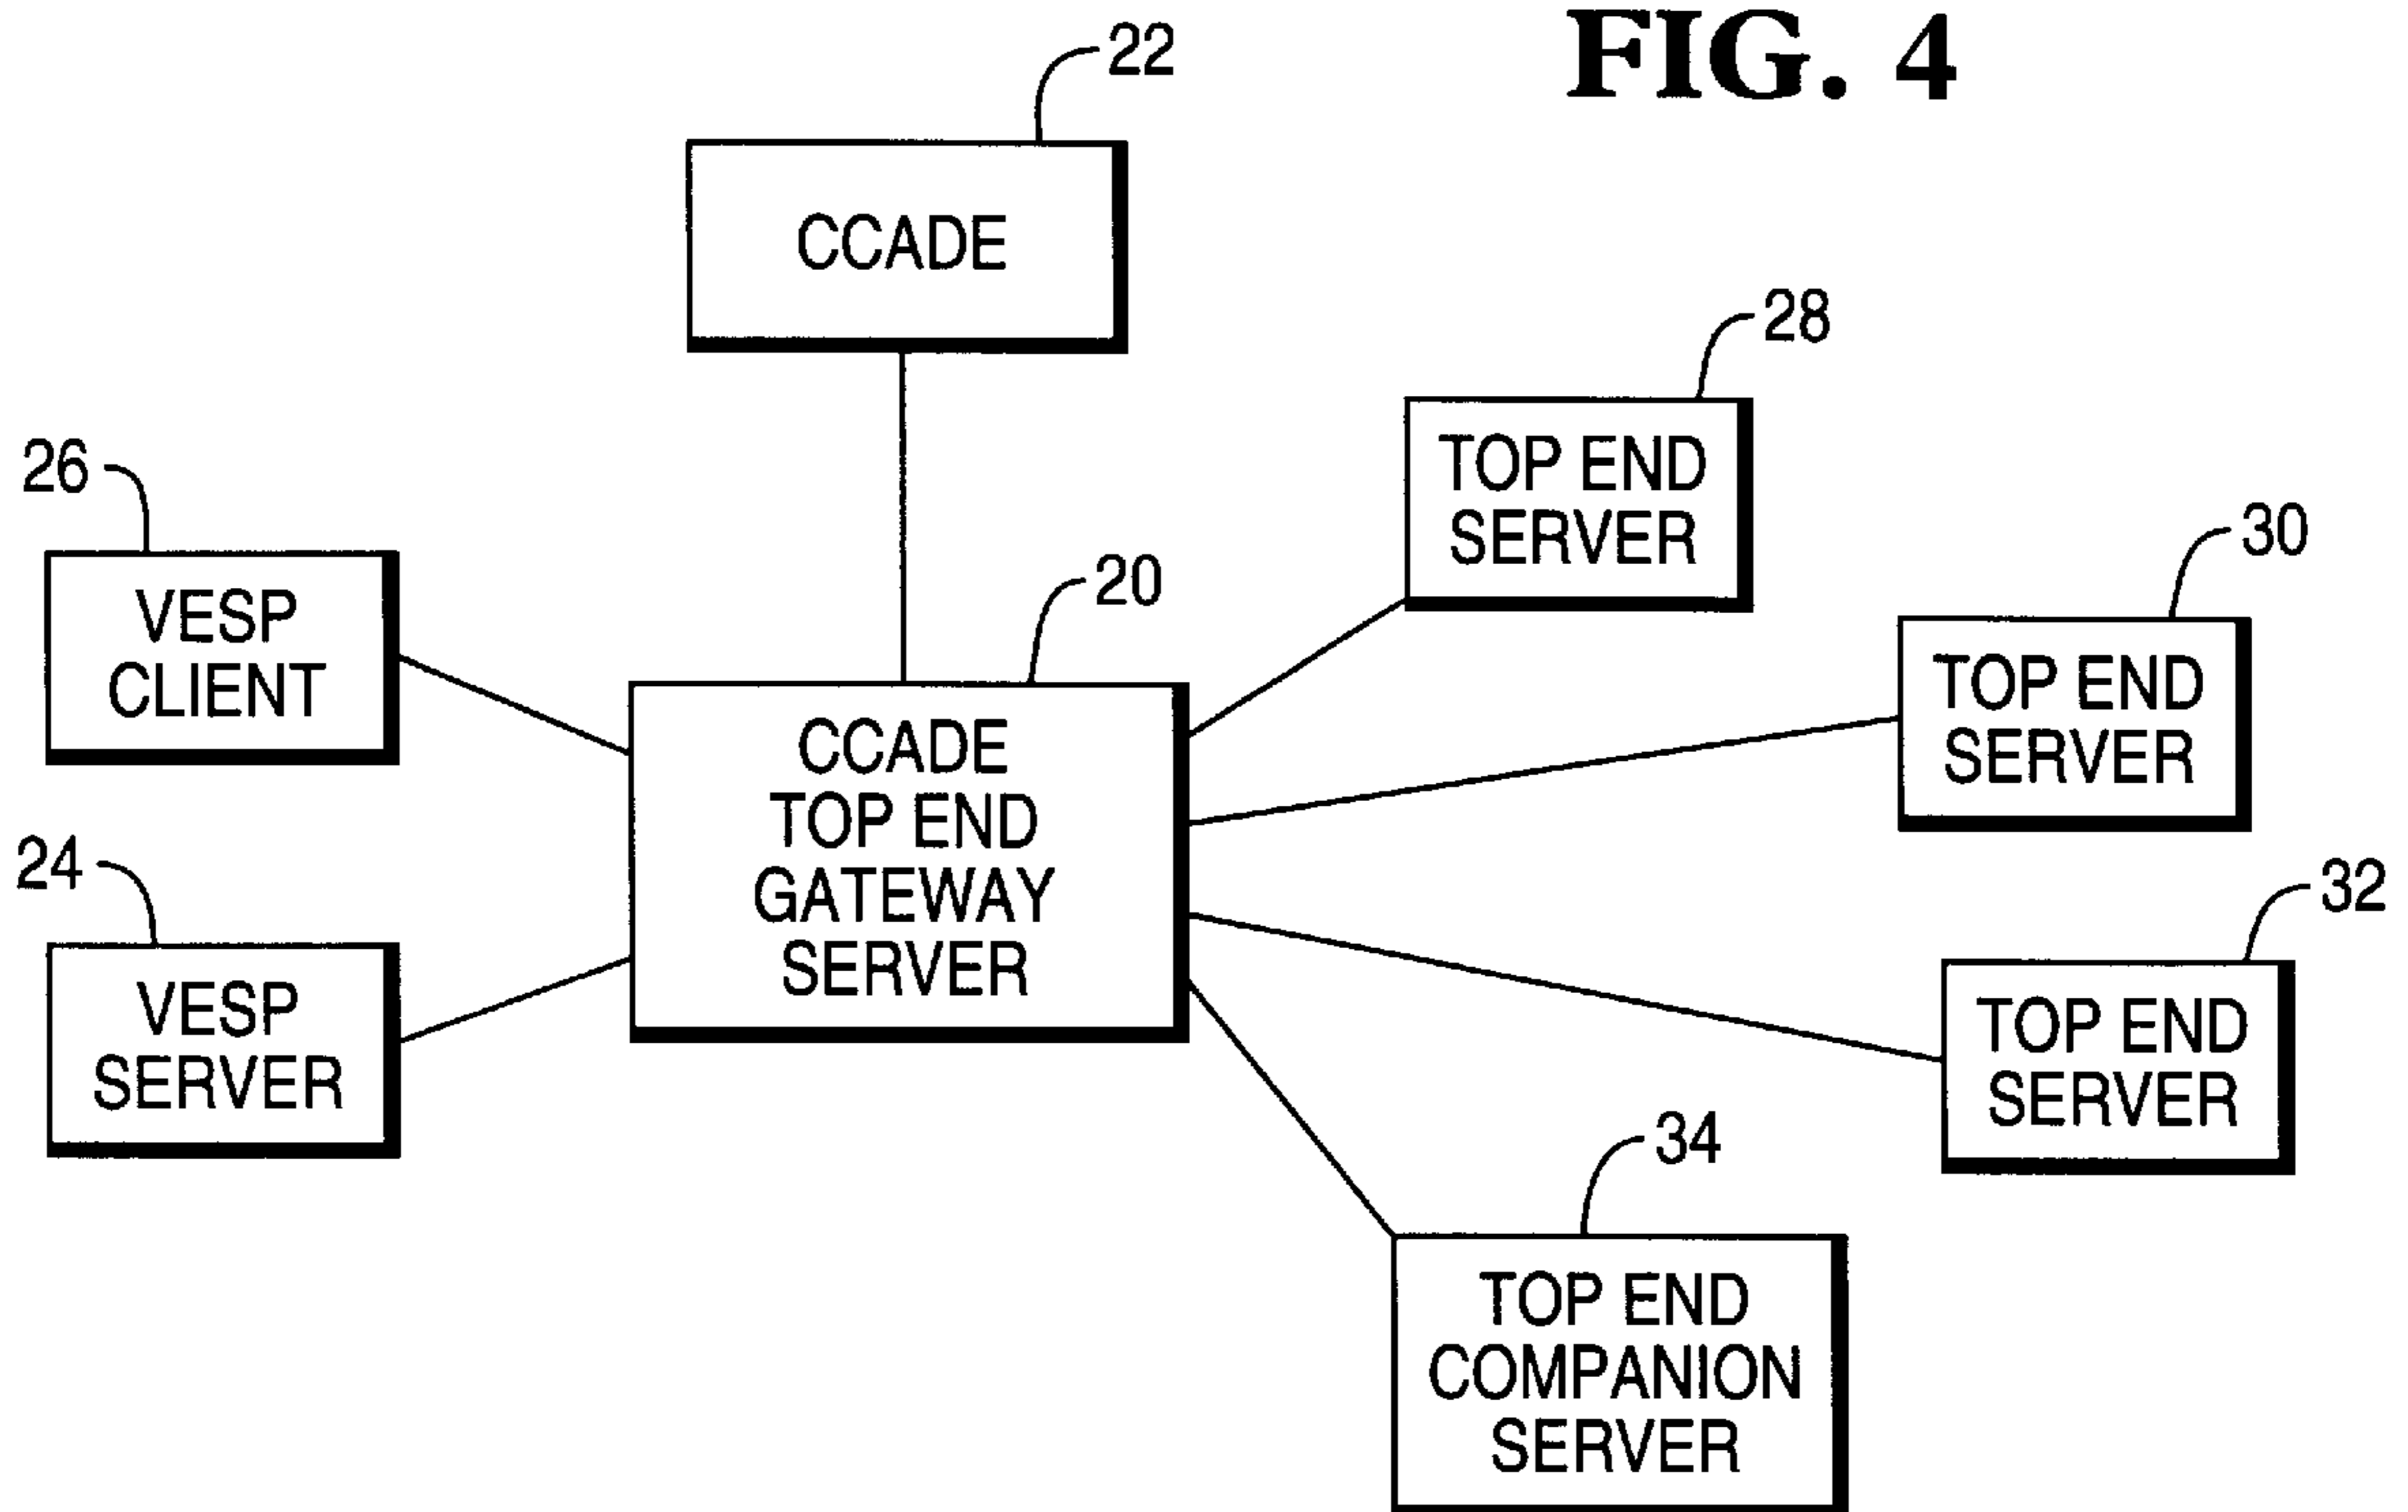 FIG. 4
22
CCADE
28
TOP END
SERVER
26
VESP
CLIENT
30
TOP END
SERVER
20
CCADE
TOP END
GATEWAY
SERVER
24
VESP
SERVER
32
TOP END
SERVER
34
TOP END
COMPANION
SERVER